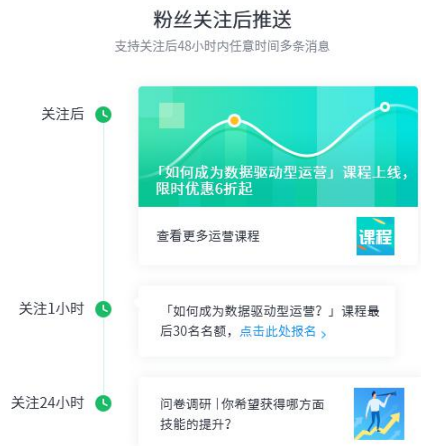 粉丝关注后推送
支持关注后48小时内任意时间多条消息
关注后
「如何成为数据驱动型运营」课程上线，
限时优惠6折起
查看更多运营课程
课程
关注1小时
「如何成为数据驱动型运营？」课程最
后30名名额，点击此处报名 >
关注24小时
问卷调研 | 你希望获得哪方面
技能的提升？